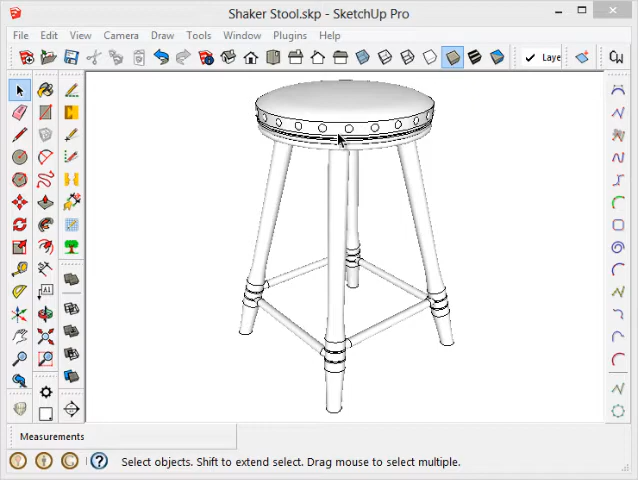 Shaker Stool.skp - SketchUp Pro
File Edit View Camera Draw Tools Window Plugins Help
Laye
A1
Measurements
Select objects. Shift to extend select. Drag mouse to select multiple.